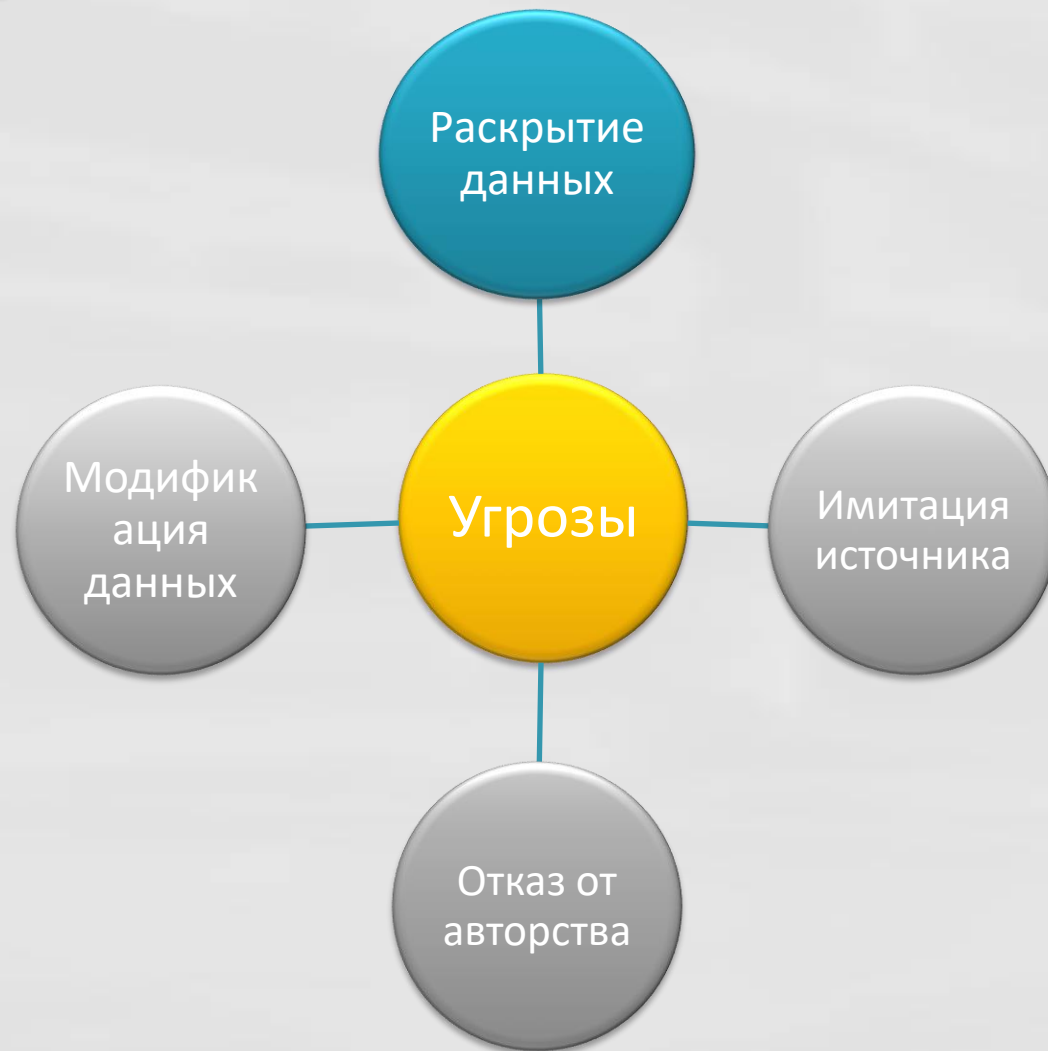 Раскрытие
данных
Модифик
ация
данных
Угрозы
Имитация
источника
Отказ от
авторства